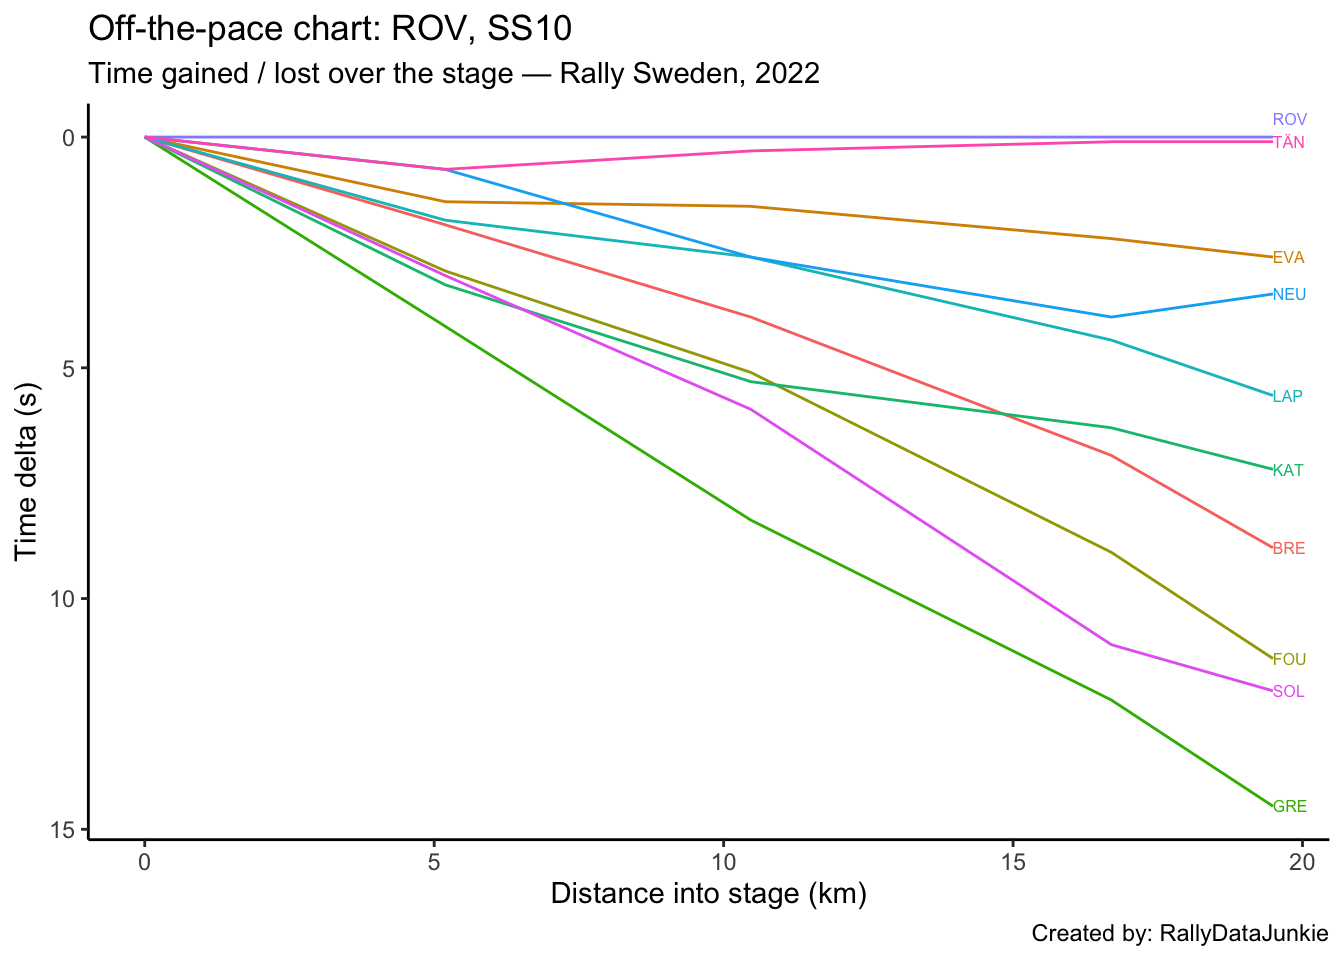 Off-the-pace chart: ROV, SS10
Time gained / lost over the stage — Rally Sweden, 2022
ROV
0
TÄN
EVA
NEU
5
LAP
KAT
BRE
10
FOU
SOL
GRE
15
Time delta (s)
0 5 10 15 20
Distance into stage (km)
Created by: RallyDataJunkie